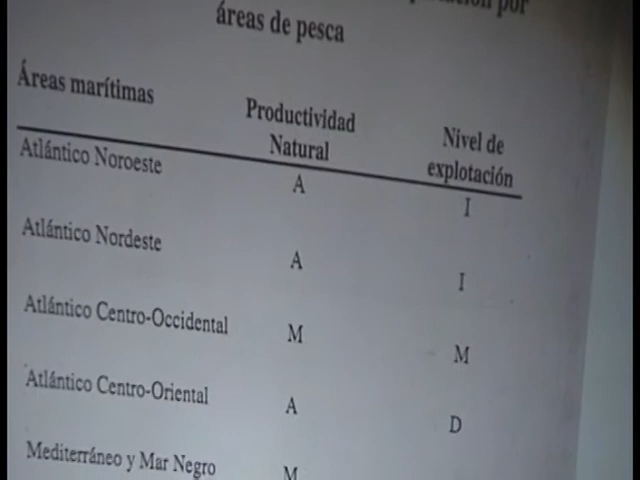 por
áreas de pesca
Áreas marítimas Productividad Natural Nivel de explotación
Atlántico Noroeste A I
Atlántico Nordeste A I
Atlántico Centro-Occidental M M
Atlántico Centro-Oriental A D
Mediterráneo y Mar Negro M